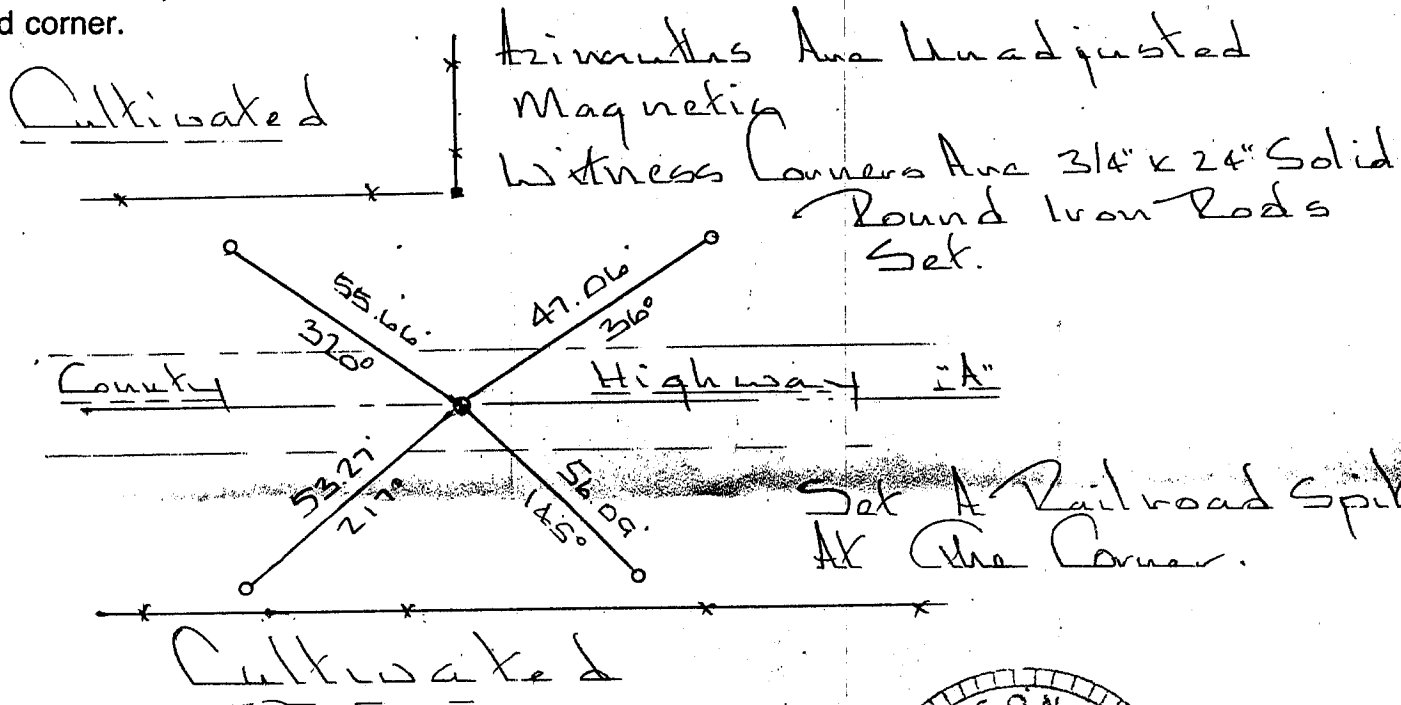 d corner.
Azimuths Are Unadjusted
Cultivated
Magnetic
Witness Corners Are 3/4" x 24" Solid
Round Iron Rods
Set.
55.66'
320°
47.06'
36°
County Highway "A"
53.27'
217°
56.09'
145°
Set A Railroad Spik
At The Corner.
Cultivated